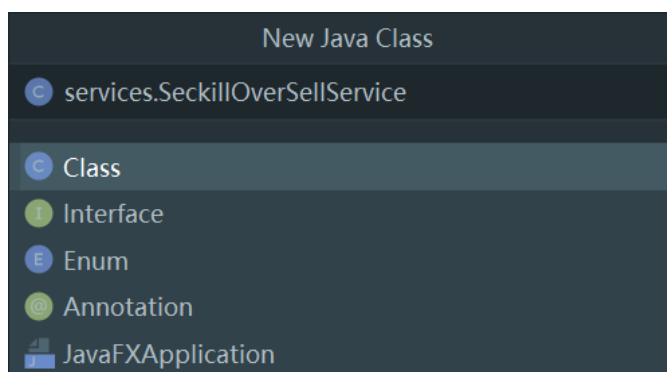 New Java Class
C services.SeckillOverSellService
C Class
I Interface
E Enum
@ Annotation
J JavaFXApplication